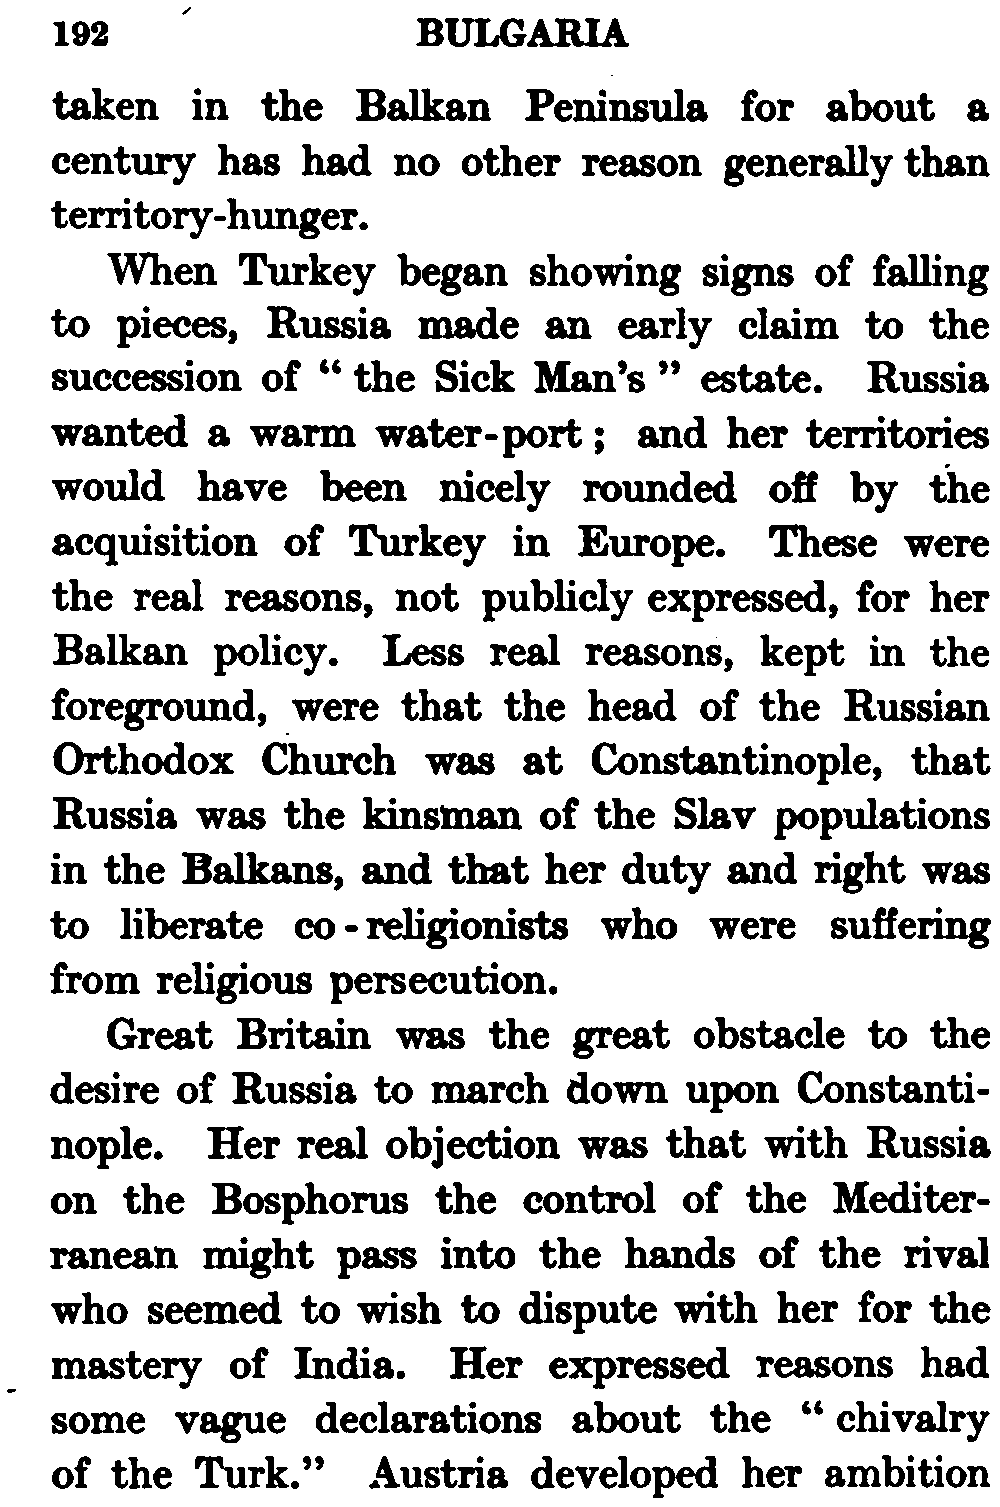 192 BULGARIA
taken in the Balkan Peninsula for about a
century has had no other reason generally than
territory-hunger.
When Turkey began showing signs of falling
to pieces, Russia made an early claim to the
succession of “ the Sick Man's ” estate. Russia
wanted a warm water-port ; and her territories
would have been nicely rounded off by the
acquisition of Turkey in Europe. These were
the real reasons, not publicly expressed, for her
Balkan policy. Less real reasons, kept in the
foreground, were that the head of the Russian
Orthodox Church was at Constantinople, that
Russia was the kinsman of the Slav populations
in the Balkans, and that her duty and right was
to liberate co-religionists who were suffering
from religious persecution.
Great Britain was the great obstacle to the
desire of Russia to march down upon Constanti-
nople. Her real objection was that with Russia
on the Bosphorus the control of the Mediter-
ranean might pass into the hands of the rival
who seemed to wish to dispute with her for the
mastery of India. Her expressed reasons had
some vague declarations about the “ chivalry
of the Turk.” Austria developed her ambition